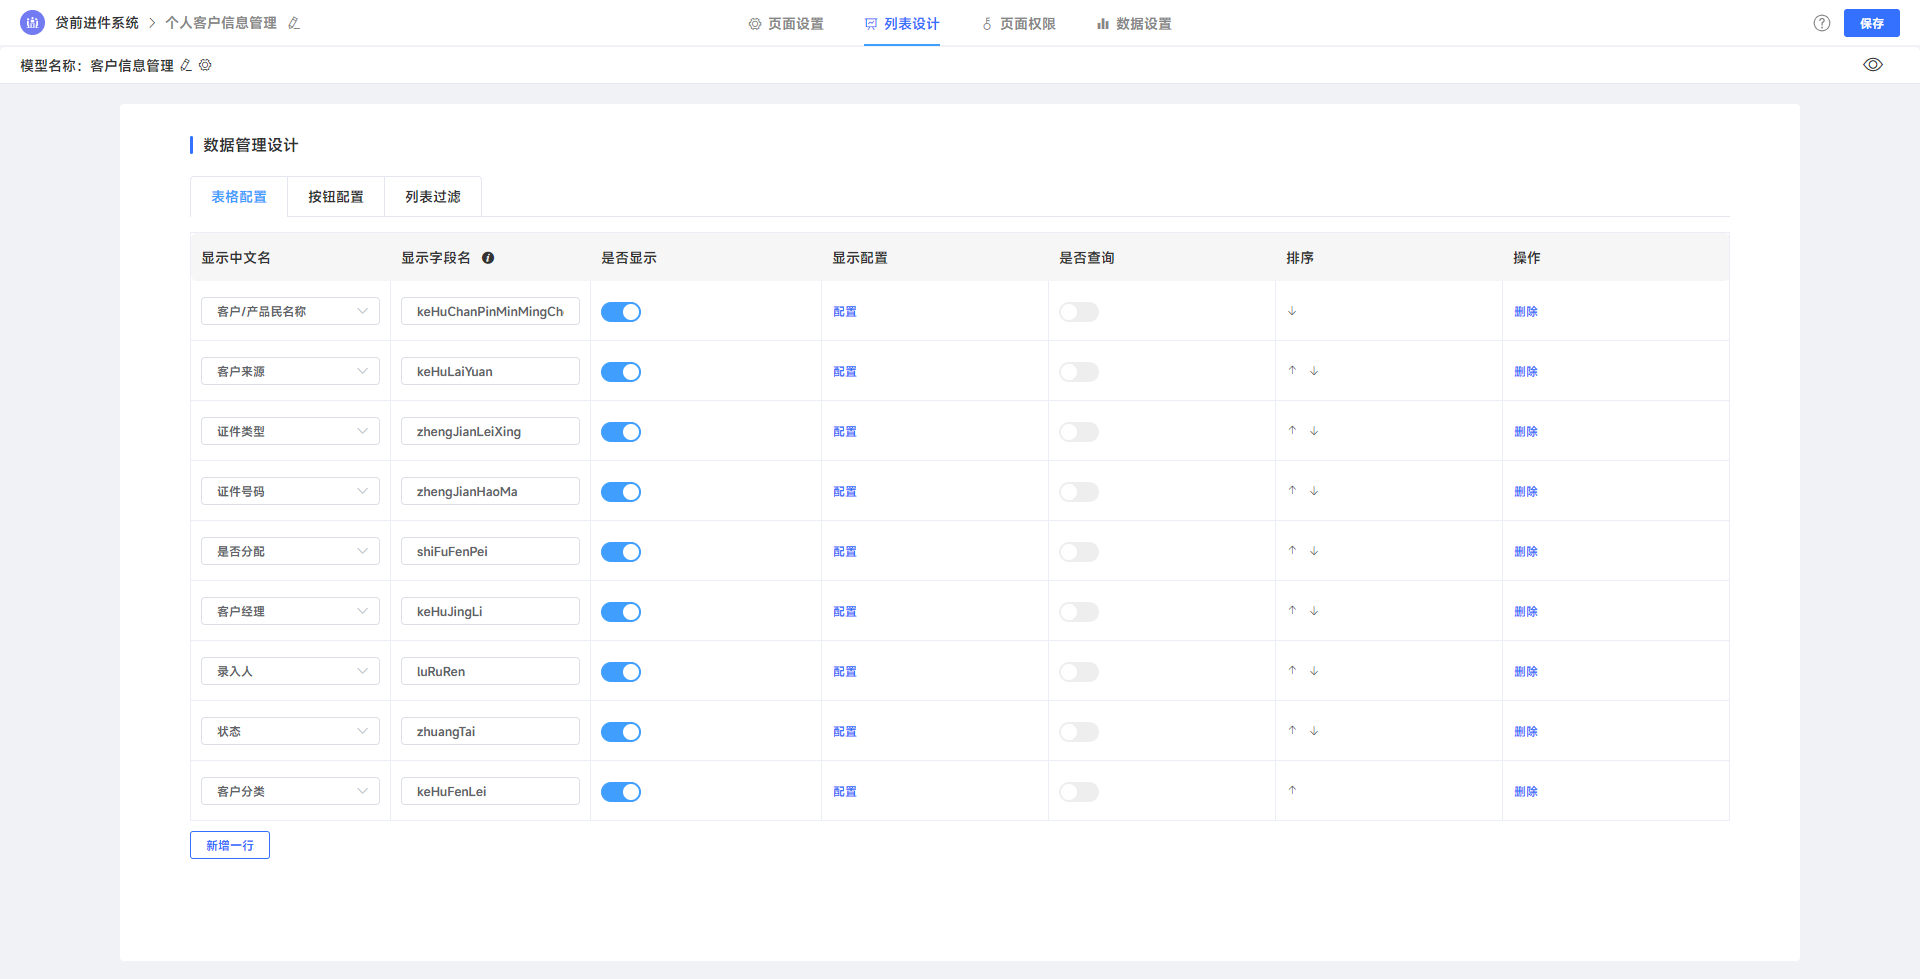 贷前进件系统 > 个人客户信息管理
页面设置 列表设计 页面权限 数据设置
保存
模型名称: 客户信息管理
数据管理设计
表格配置 按钮配置 列表过滤
显示中文名 显示字段名 是否显示 显示配置 是否查询 排序 操作
客户/产品民名称 keHuChanPinMinMingCh 配置 删除
客户来源 keHuLaiYuan 配置 删除
证件类型 zhengJianLeiXing 配置 删除
证件号码 zhengJianHaoMa 配置 删除
是否分配 shiFuFenPei 配置 删除
客户经理 keHuJingLi 配置 删除
录入人 luRuRen 配置 删除
状态 zhuangTai 配置 删除
客户分类 keHuFenLei 配置 删除
新增一行